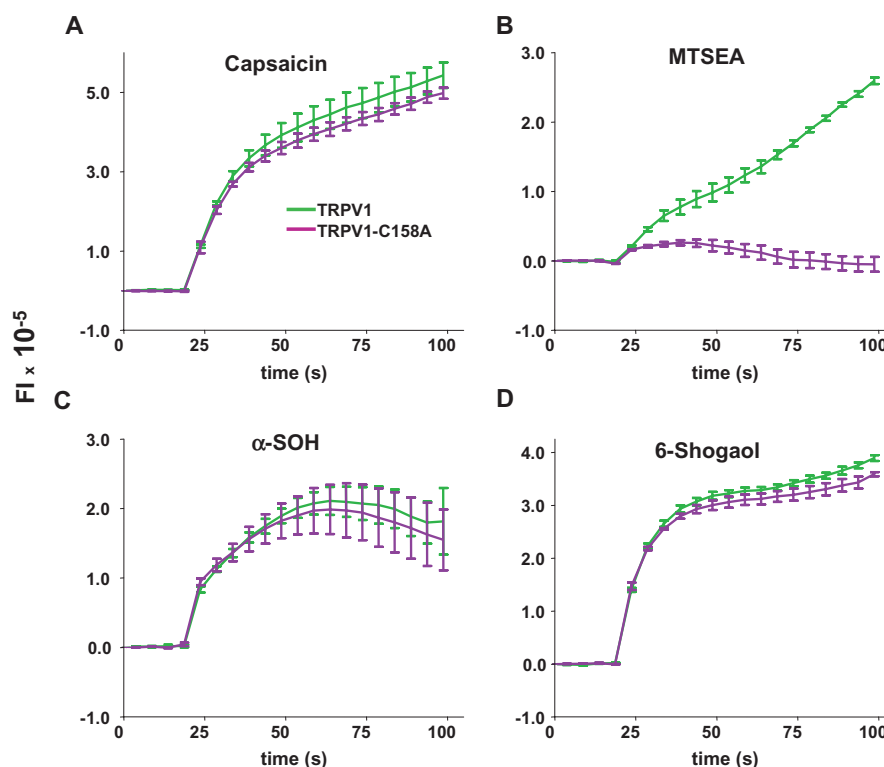 A
Capsaicin
5.0
3.0
1.0
-1.0
TRPV1
TRPV1-C158A
0 25 50 75 100
time (s)
B
MTSEA
3.0
2.0
1.0
0.0
-1.0
0 25 50 75 100
time (s)
FI x 10-5
C
α-SOH
3.0
2.0
1.0
0.0
-1.0
0 25 50 75 100
time (s)
D
6-Shogaol
4.0
3.0
2.0
1.0
0.0
-1.0
0 25 50 75 100
time (s)